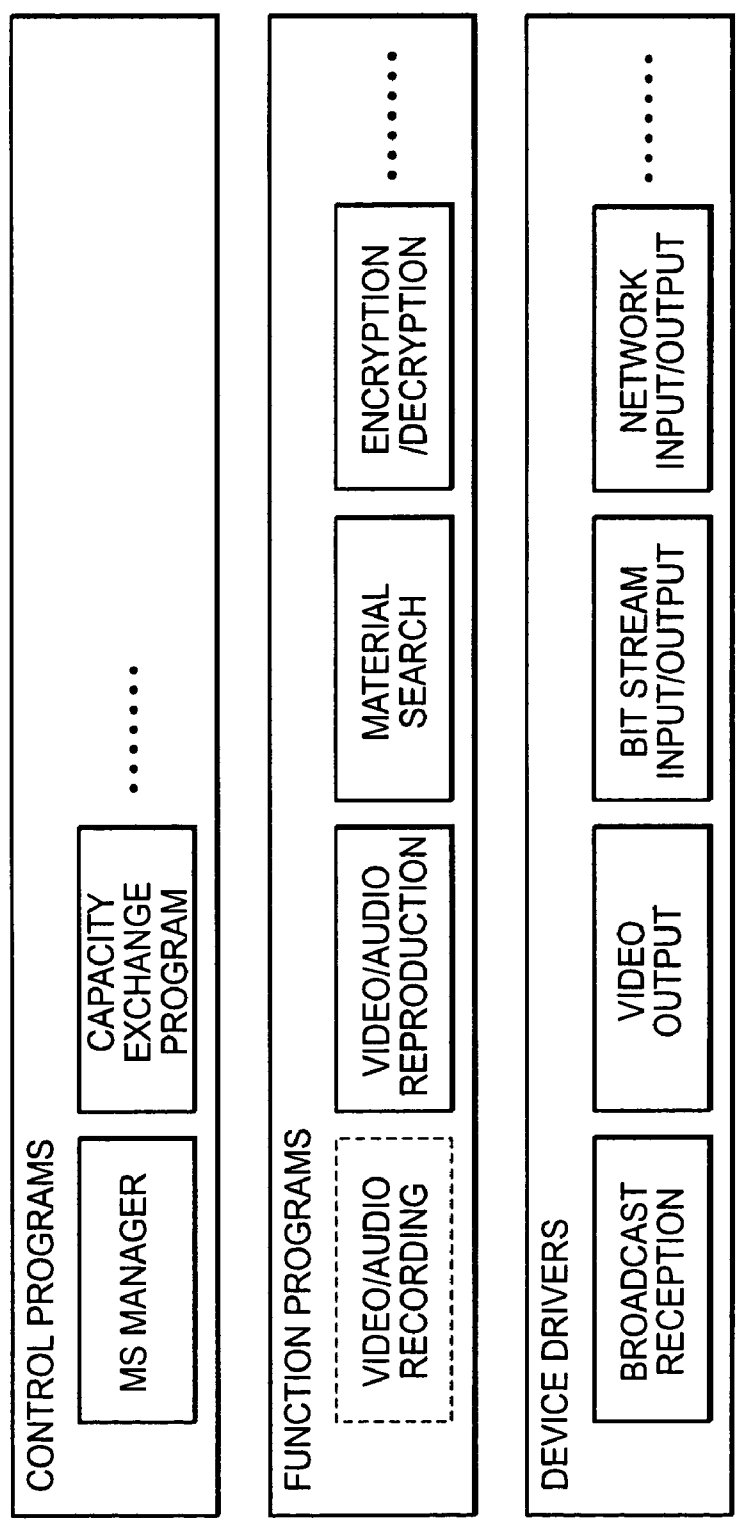 CONTROL PROGRAMS
MS MANAGER
CAPACITY
EXCHANGE
PROGRAM
.......
FUNCTION PROGRAMS
VIDEO/AUDIO
RECORDING
VIDEO/AUDIO
REPRODUCTION
MATERIAL
SEARCH
ENCRYPTION
/DECRYPTION
.......
DEVICE DRIVERS
BROADCAST
RECEPTION
VIDEO
OUTPUT
BIT STREAM
INPUT/OUTPUT
NETWORK
INPUT/OUTPUT
.......